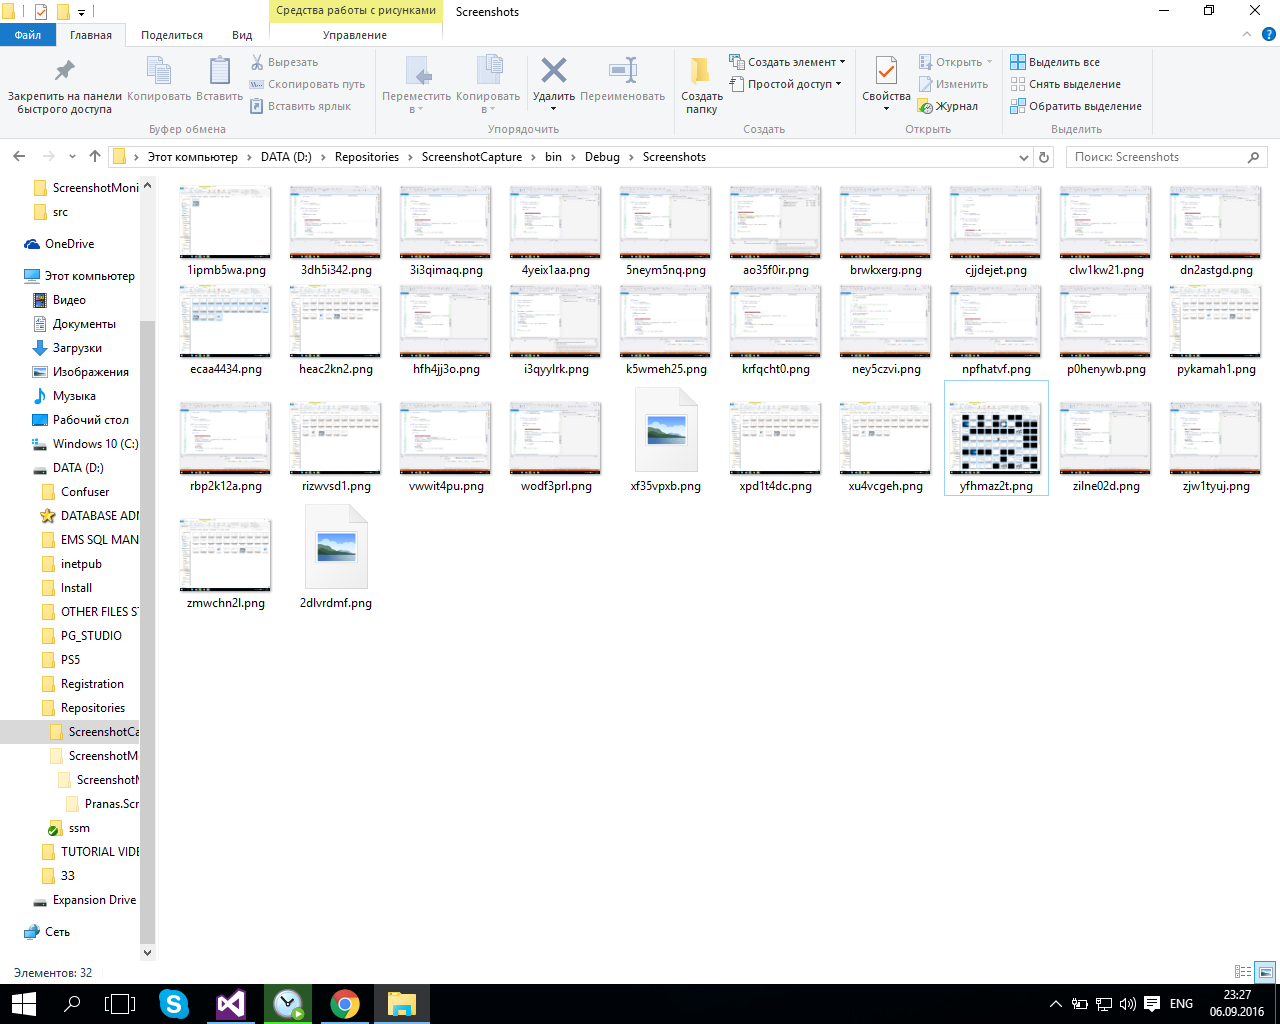 Средства работы с рисунками
Screenshots
Файл
Главная
Поделиться
Вид
Управление
Закрепить на панели быстрого доступа
Копировать
Вставить
Вырезать
Скопировать путь
Вставить ярлык
Буфер обмена
Переместить в
Копировать в
Удалить
Переименовать
Упорядочить
Создать папку
Создать элемент
Простой доступ
Создать
Свойства
Открыть
Изменить
Журнал
Открыть
Выделить все
Снять выделение
Обратить выделение
Выделить
Этот компьютер > DATA (D:) > Repositories > ScreenshotCapture > bin > Debug > Screenshots
Поиск: Screenshots
ScreenshotMoni
src
OneDrive
Этот компьютер
Видео
Документы
Загрузки
Изображения
Музыка
Рабочий стол
Windows 10 (C:)
DATA (D:)
Confuser
DATABASE ADM
EMS SQL MAN
inetpub
Install
OTHER FILES ST
PG_STUDIO
PS5
Registration
Repositories
ScreenshotCa
ScreenshotM
ScreenshotM
Pranas.Scr
ssm
TUTORIAL VIDE
33
Expansion Drive
Сеть
1ipmb5wa.png 3dh5i342.png 3i3qimaq.png 4yeix1aa.png 5neym5nq.png ao35f0ir.png brwkxerg.png cjjdejet.png clw1kw21.png dn2astgd.png
ecaa4434.png heac2kn2.png hfh4jj3o.png i3qyylrk.png k5wmeh25.png krfqcht0.png ney5czvi.png npfhatvf.png p0henywb.png pykamah1.png
rbp2k12a.png rizwvsd1.png vwwit4pu.png wodf3prl.png xf35vpxb.png xpd1t4dc.png xu4vcgeh.png yfhmaz2t.png zilne02d.png zjw1tyuj.png
zmwchn2l.png 2dlvrdmf.png
Элементов: 32
ENG
23:27
06.09.2016